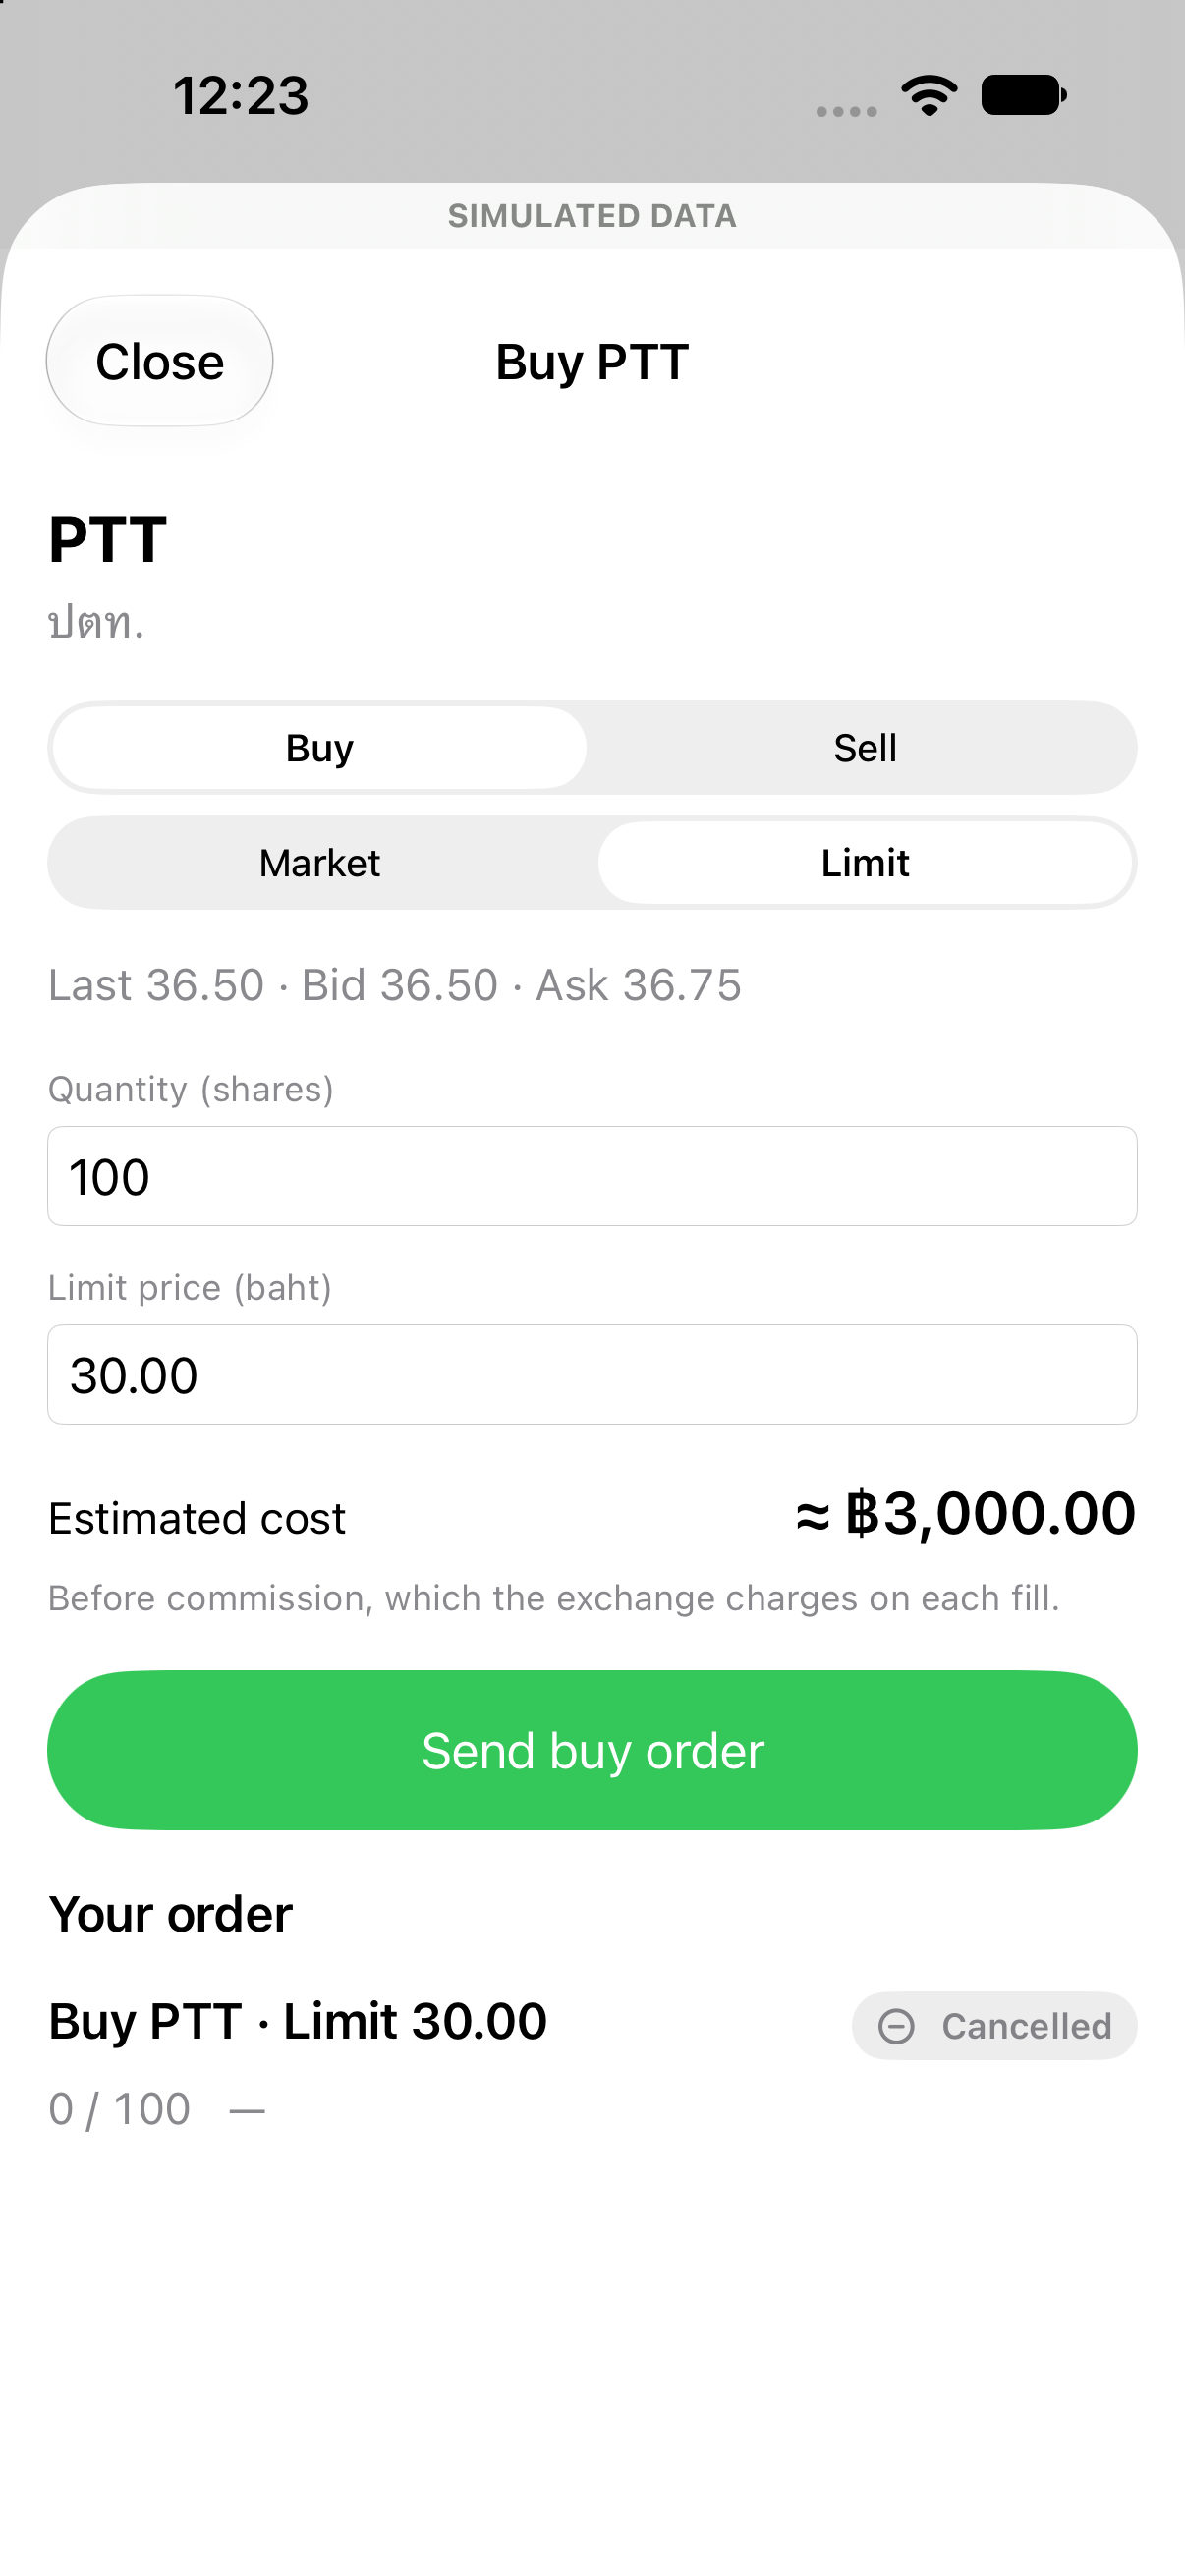 12:23
SIMULATED DATA
Close
Buy PTT
PTT
ปตท.
Buy
Sell
Market
Limit
Last 36.50 · Bid 36.50 · Ask 36.75
Quantity (shares)
100
Limit price (baht)
30.00
Estimated cost
≈ ฿3,000.00
Before commission, which the exchange charges on each fill.
Send buy order
Your order
Buy PTT · Limit 30.00
Cancelled
0 / 100 —